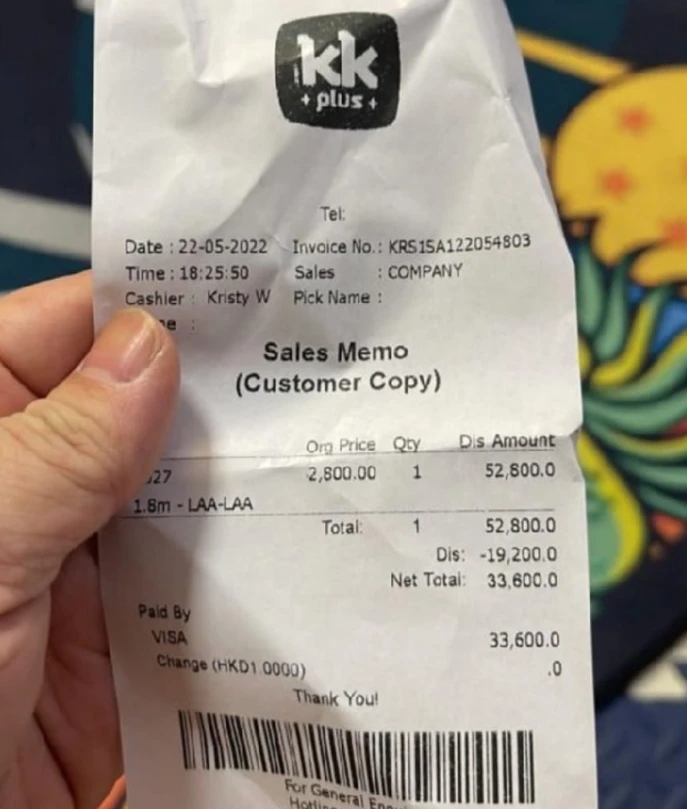 kk
+ plus +
Tel:
Date : 22-05-2022 Invoice No.: KRS1SA122054803
Time : 18:25:50 Sales : COMPANY
Cashier : Kristy W Pick Name :
Sales Memo
(Customer Copy)
Org Price Qty Dis Amount
2,800.00 1 52,800.0
1.8m - LAA-LAA
Total: 1 52,800.0
Dis: -19,200.0
Net Total: 33,600.0
Paid By
VISA 33,600.0
Change (HKD1.0000) .0
Thank You!
For General